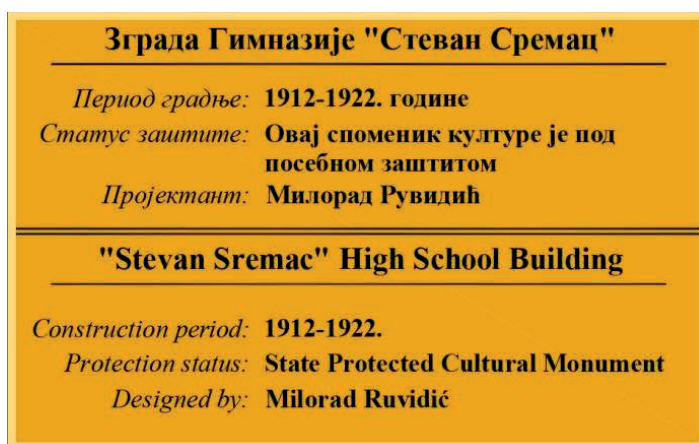 Зграда Гимназије "Стеван Сремац"
Период градње: 1912-1922. године
Статус заштите: Овај споменик културе је под
посебном заштитом
Пројектант: Милорад Рувидић
"Stevan Sremac" High School Building
Construction period: 1912-1922.
Protection status: State Protected Cultural Monument
Designed by: Milorad Ruvidić